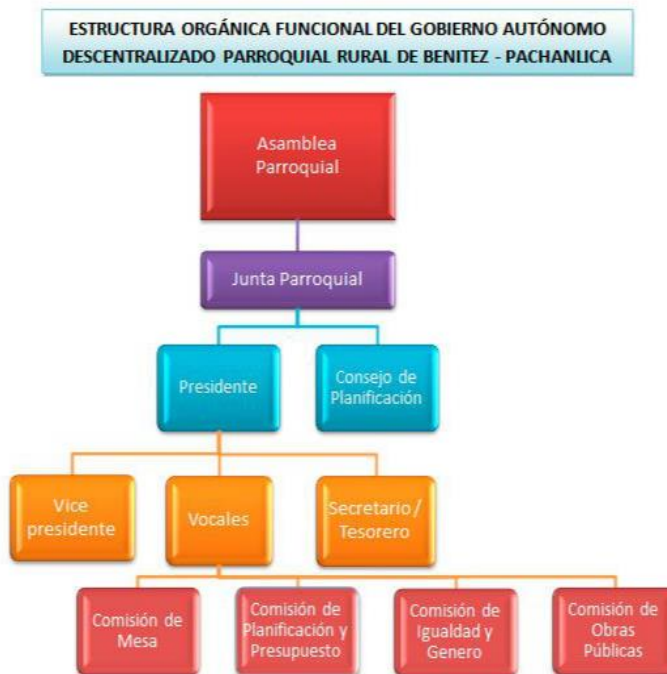 ESTRUCTURA ORGÁNICA FUNCIONAL DEL GOBIERNO AUTÓNOMO
DESCENTRALIZADO PARROQUIAL RURAL DE BENITEZ - PACHANLICA
Asamblea
Parroquial
Junta Parroquial
Presidente
Consejo de
Planificación
Vice
presidente
Vocales
Secretario /
Tesorero
Comisión de
Mesa
Comisión de
Planificación y
Presupuesto
Comisión de
Igualdad y
Genero
Comisión de
Obras
Públicas